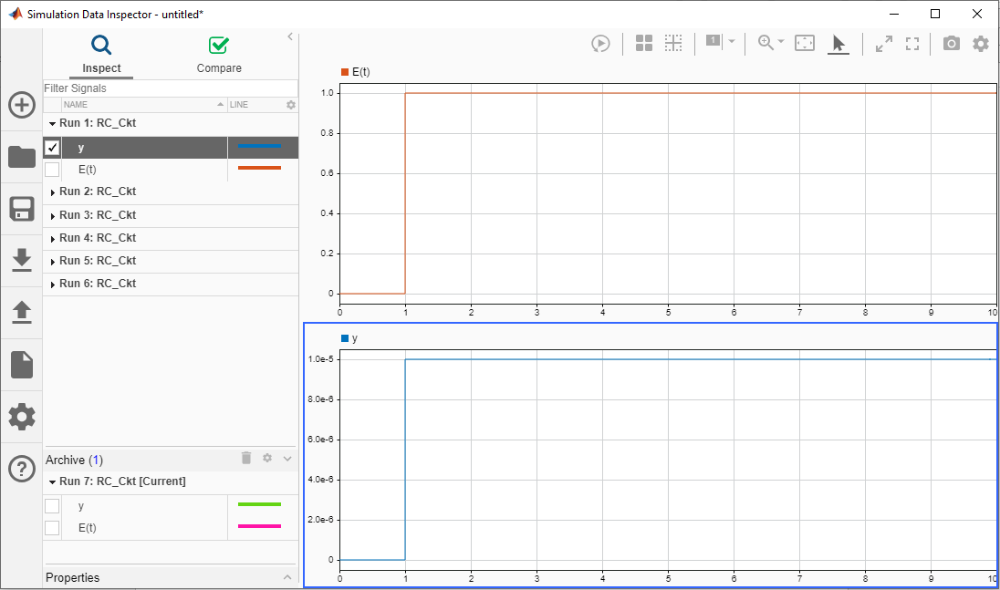 Simulation Data Inspector - untitled*
Inspect
Compare
Filter Signals
NAME
LINE
Run 1: RC_Ckt
y
E(t)
Run 2: RC_Ckt
Run 3: RC_Ckt
Run 4: RC_Ckt
Run 5: RC_Ckt
Run 6: RC_Ckt
Archive (1)
Run 7: RC_Ckt [Current]
y
E(t)
Properties
1
E(t)
1.0
0.8
0.6
0.4
0.2
0
0 1 2 3 4 5 6 7 8 9 10
y
1.0e-5
8.0e-6
6.0e-6
4.0e-6
2.0e-6
0
0 1 2 3 4 5 6 7 8 9 10